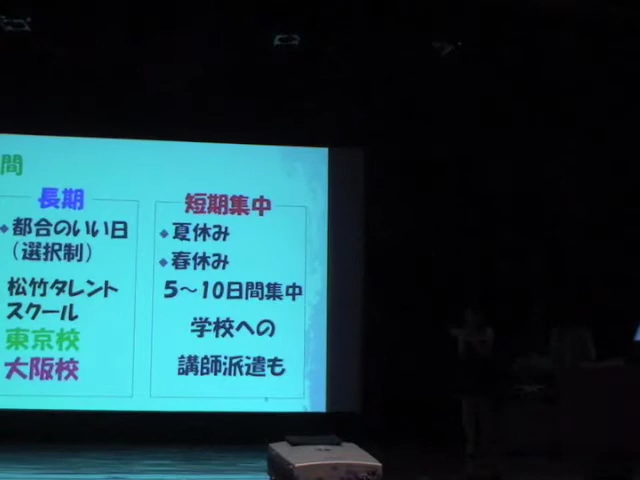 間
長期
都合のいい日
（選択制）
松竹タレント
スクール
東京校
大阪校
短期集中
夏休み
春休み
5〜10日間集中
学校への
講師派遣も